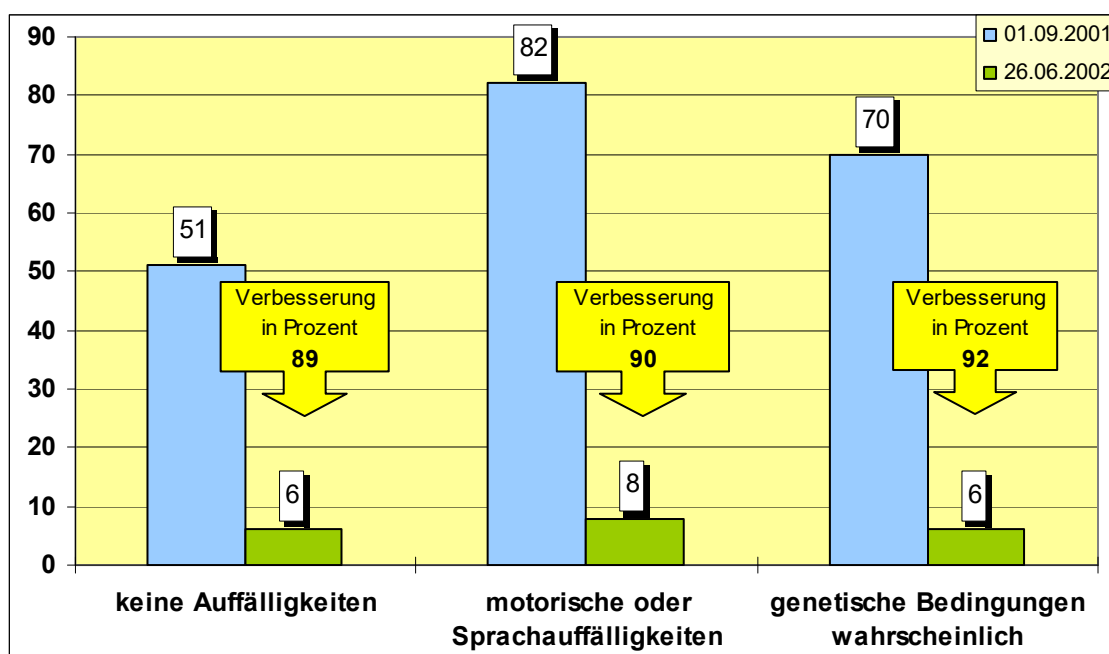 01.09.2001
26.06.2002
90
80
70
60
50
40
30
20
10
0
51
82
70
Verbesserung
in Prozent
89
Verbesserung
in Prozent
90
Verbesserung
in Prozent
92
6
8
6
keine Auffälligkeiten
motorische oder
Sprachauffälligkeiten
genetische Bedingungen
wahrscheinlich